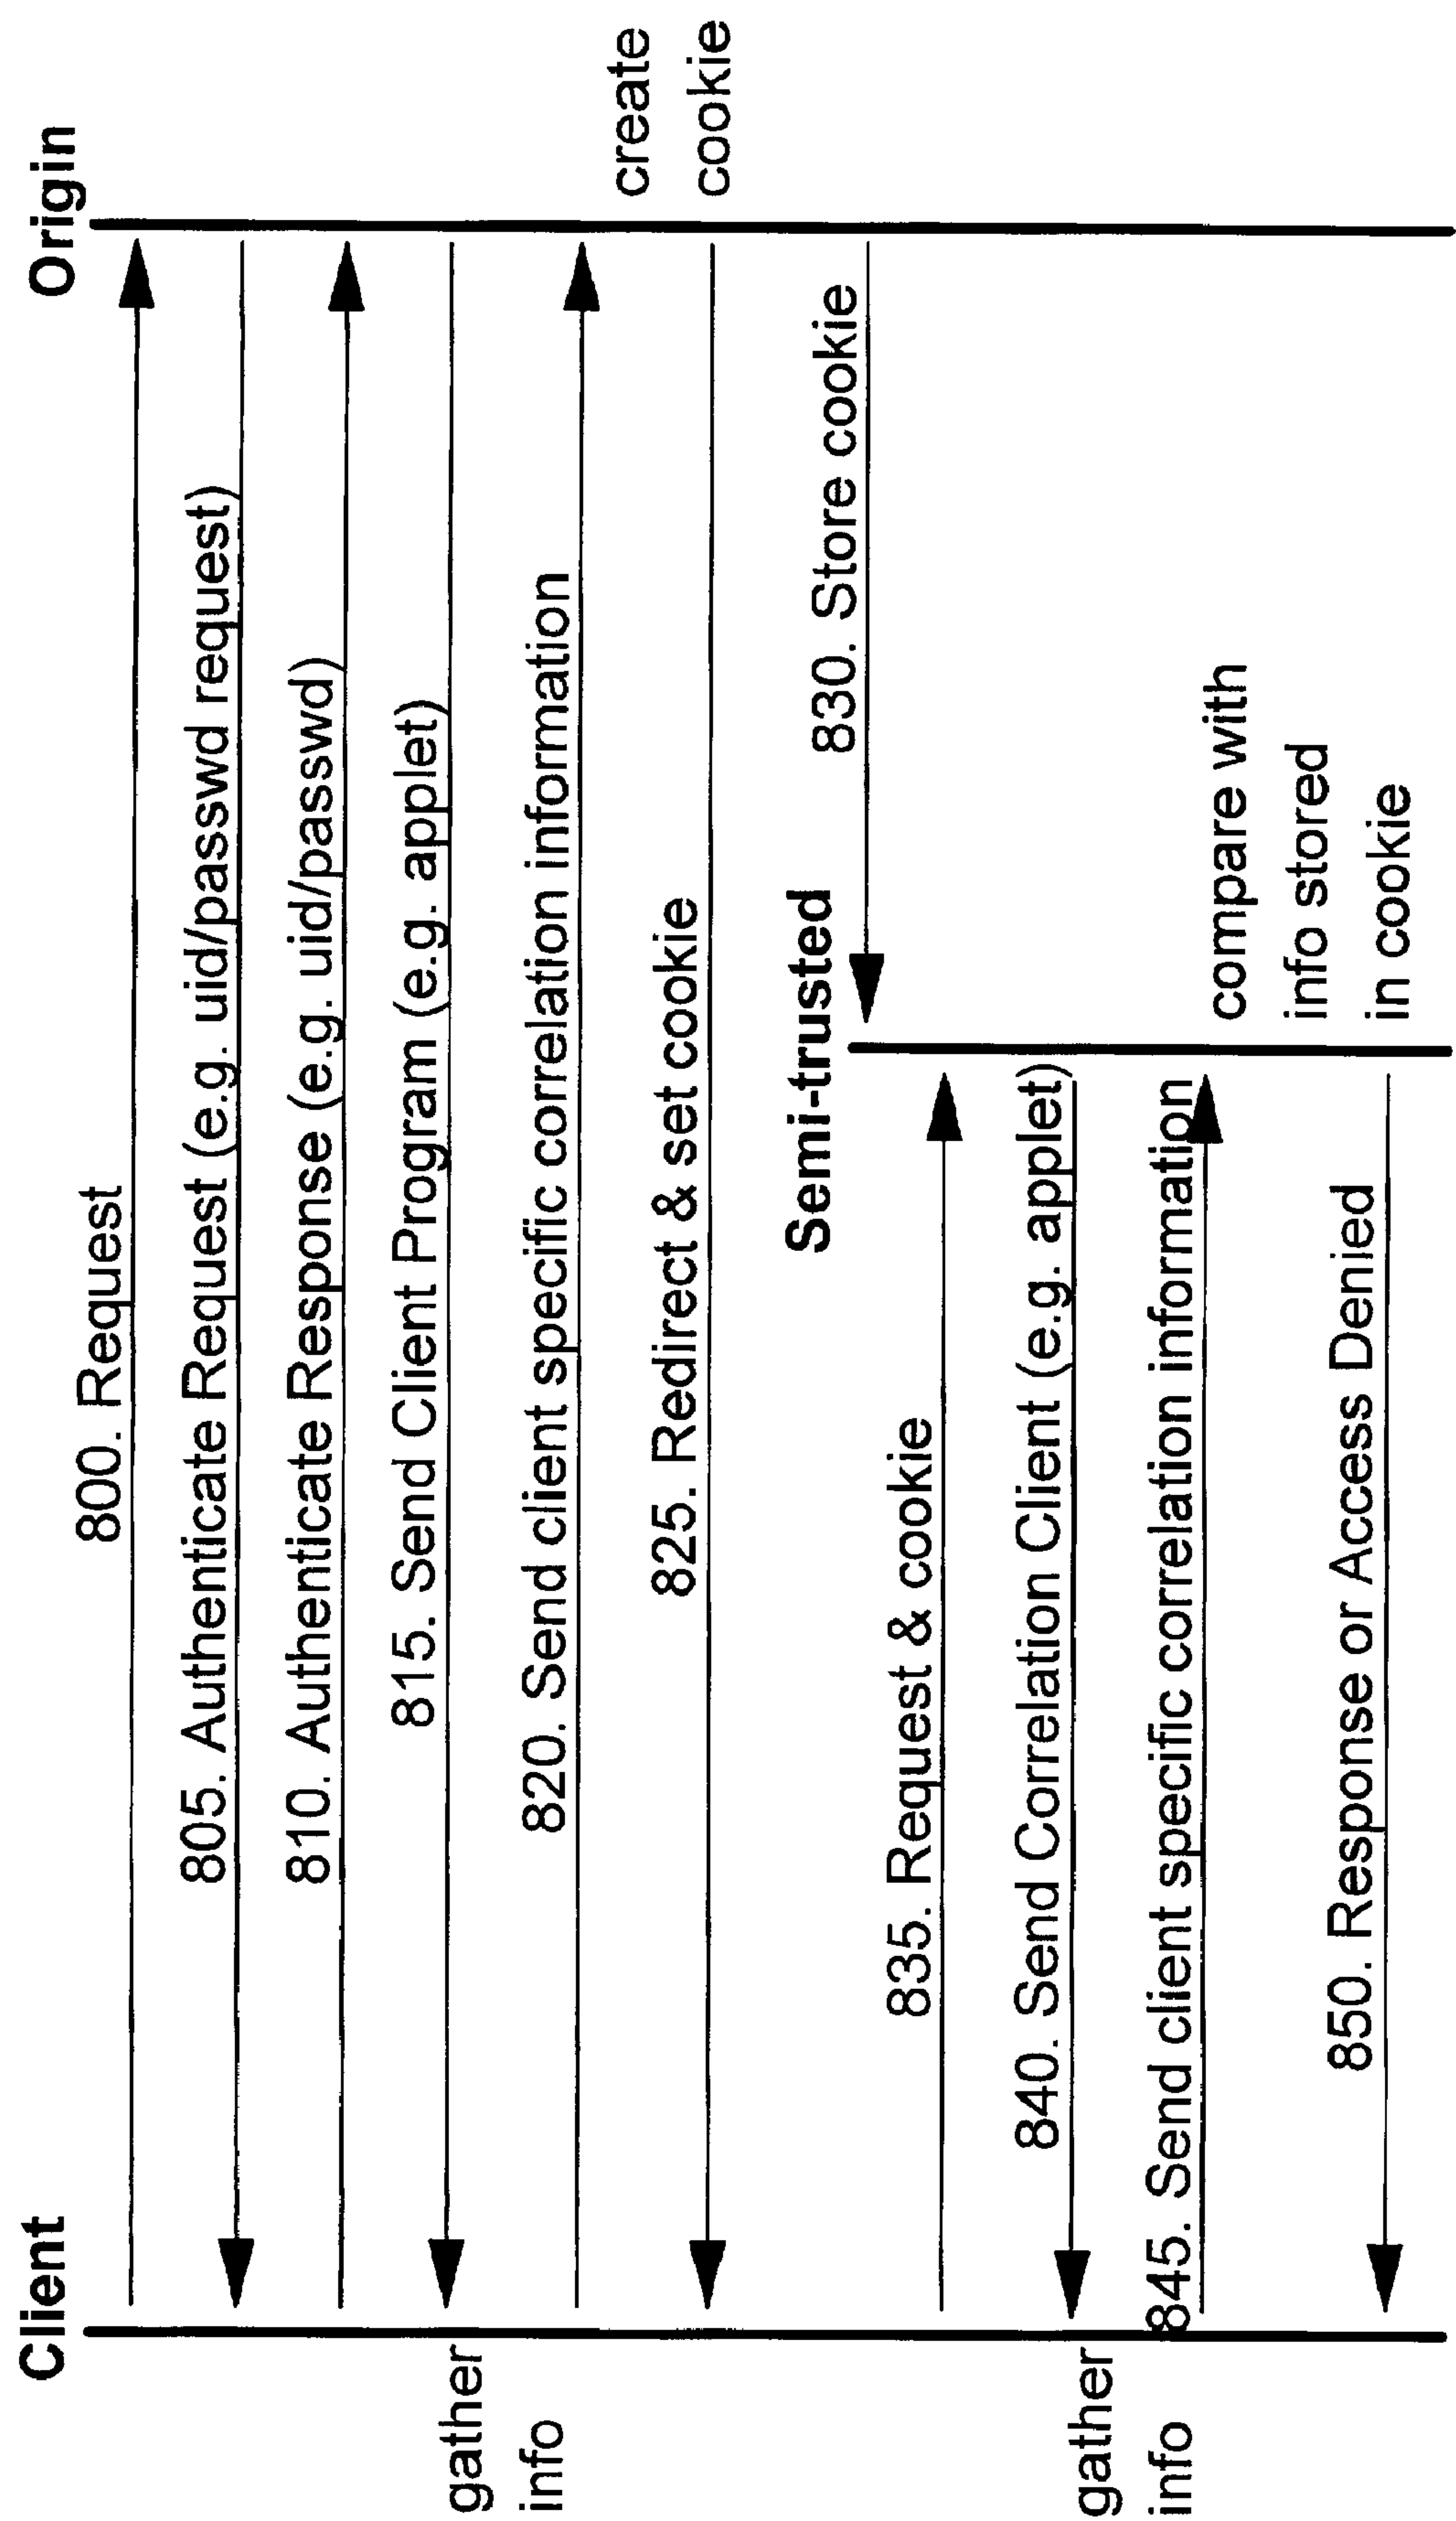 Client
Origin
800. Request
805. Authenticate Request (e.g. uid/passwd request)
810. Authenticate Response (e.g. uid/passwd)
815. Send Client Program (e.g. applet)
gather
info
820. Send client specific correlation information
create
cookie
825. Redirect & set cookie
830. Store cookie
Semi-trusted
835. Request & cookie
840. Send Correlation Client (e.g. applet)
gather
info
845. Send client specific correlation information
compare with
info stored
in cookie
850. Response or Access Denied